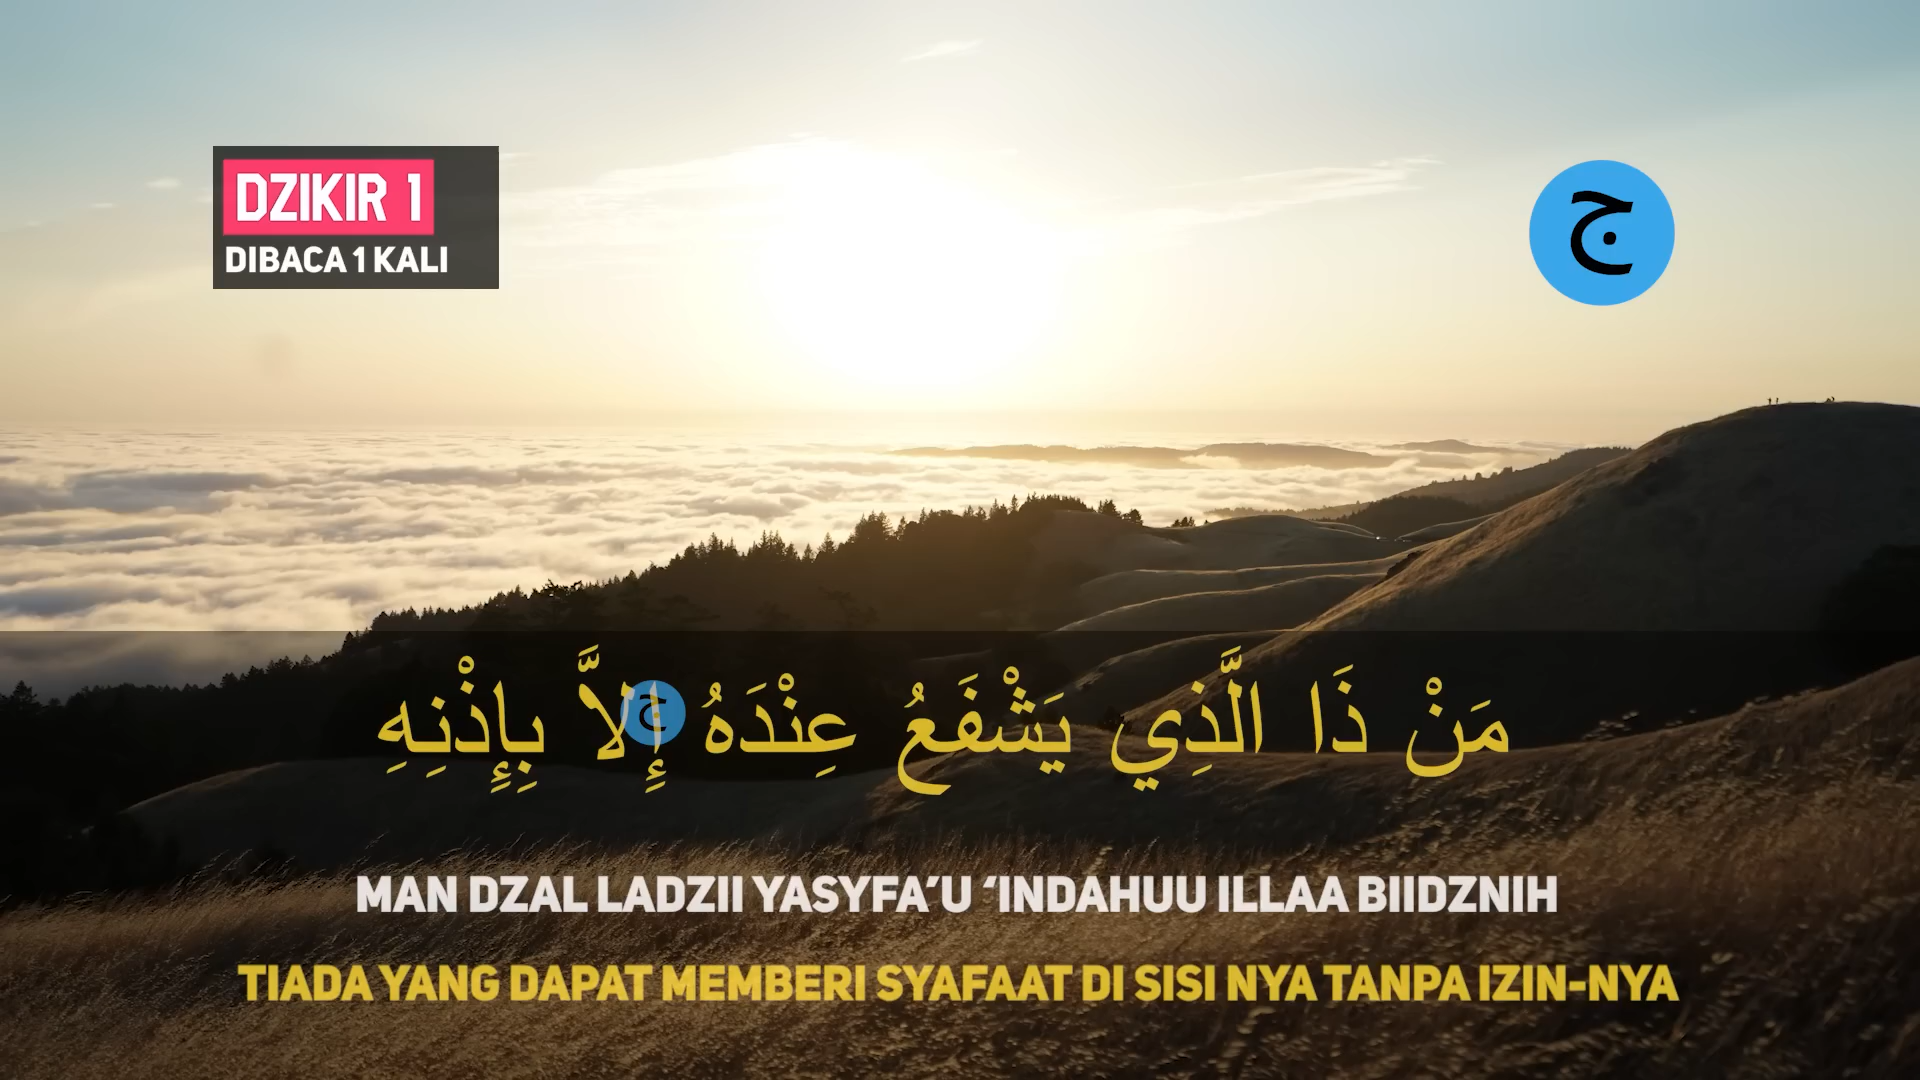 DZIKIR 1
DIBACA 1 KALI
ج
مَنْ ذَا الَّذِي يَشْفَعُ عِنْدَهُ إِلاَّ بِإِذْنِهِ
ج
MAN DZAL LADZII YASYFA’U ‘INDAHUU ILLAA BIIDZNIH
TIADA YANG DAPAT MEMBERI SYAFAAT DI SISI NYA TANPA IZIN-NYA